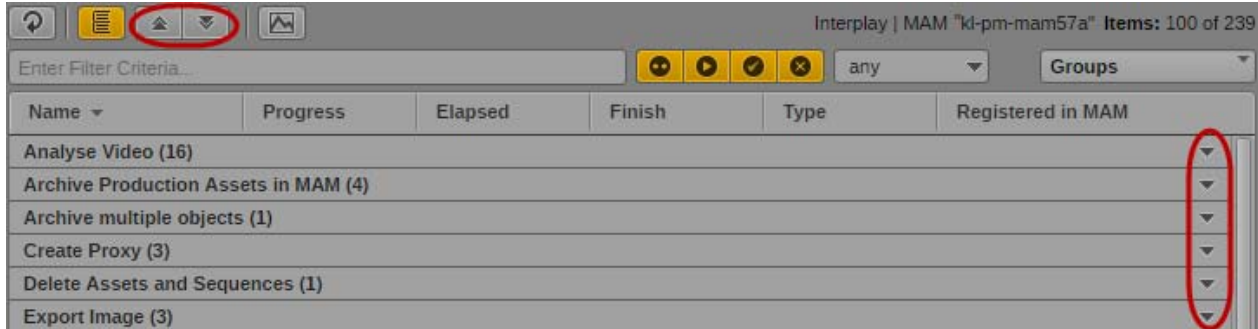 Interplay | MAM "kl-pm-mam57a" Items: 100 of 239
Enter Filter Criteria... any Groups
Name Progress Elapsed Finish Type Registered in MAM
Analyse Video (16)
Archive Production Assets in MAM (4)
Archive multiple objects (1)
Create Proxy (3)
Delete Assets and Sequences (1)
Export Image (3)